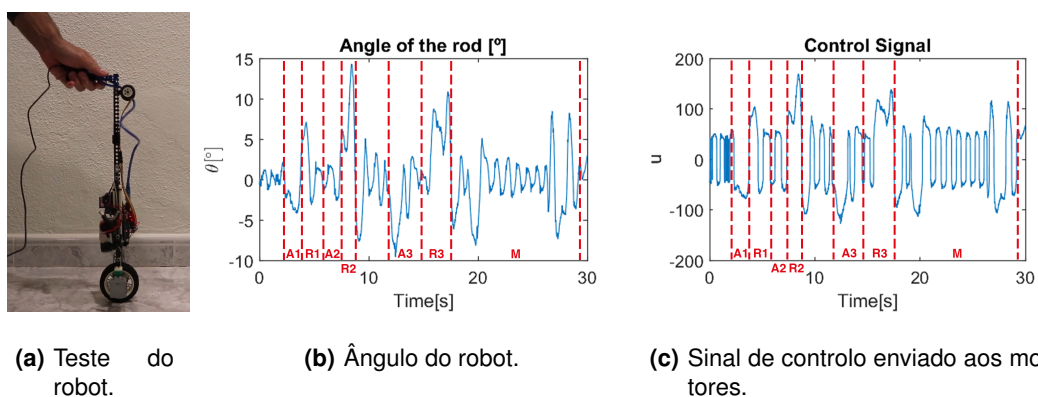 Angle of the rod [º]
15
10
5
0
-5
-10
θ[°]
A1 R1 A2 R2 A3 R3 M
0 10 20 30
Time[s]
Control Signal
200
100
0
-100
-200
u
A1 R1 A2 R2 A3 R3 M
0 10 20 30
Time[s]
(a) Teste do
robot.
(b) Ângulo do robot.
(c) Sinal de controlo enviado aos mo
tores.